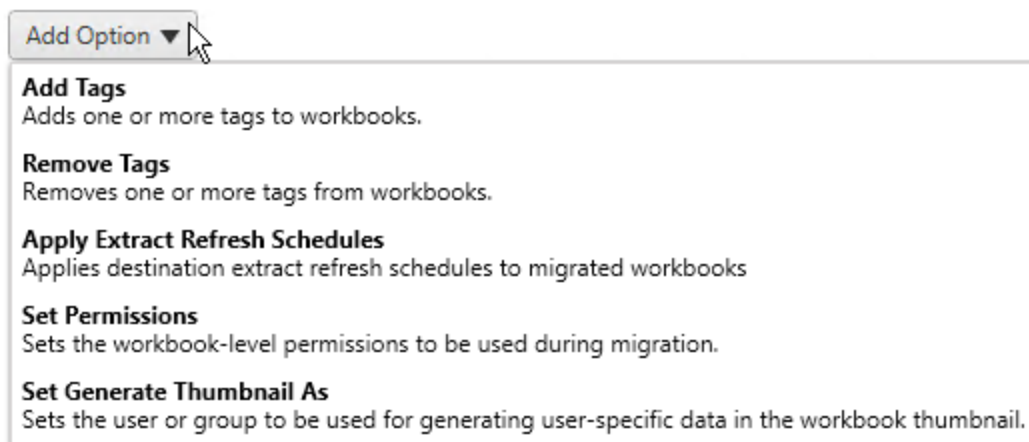 Add Option ▼
Add Tags
Adds one or more tags to workbooks.
Remove Tags
Removes one or more tags from workbooks.
Apply Extract Refresh Schedules
Applies destination extract refresh schedules to migrated workbooks
Set Permissions
Sets the workbook-level permissions to be used during migration.
Set Generate Thumbnail As
Sets the user or group to be used for generating user-specific data in the workbook thumbnail.